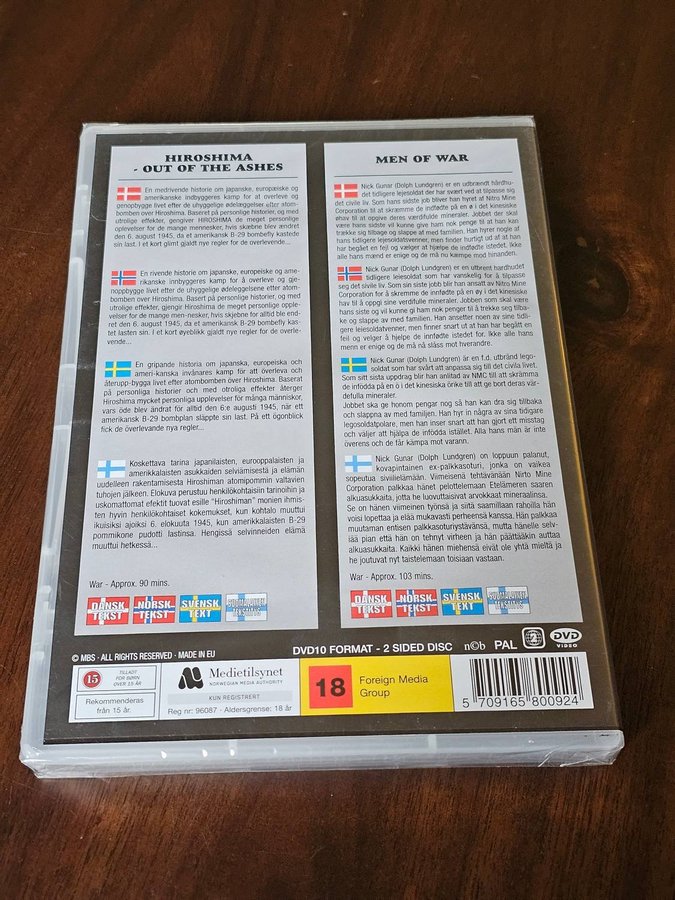 HIROSHIMA
- OUT OF THE ASHES
En medrivende historie om japanske, europæiske og
amerikanske indbyggeres kamp for at overleve og
genopbygge livet efter de uhyggelige ødelæggelser efter atom-
bomben over Hiroshima. Baseret på personlige historier, og med
utrolige effekter, gengiver HIROSHIMA de meget personlige
oplevelser for de mange mennesker, hvis skæbne blev ændret
den 6. august 1945, da et amerikansk B-29 bombefly kastede
sin last. I et kort glimt gjaldt nye regler for de overlevende...
En rivende historie om japanske, europeiske og ame-
rikanske innbyggeres kamp for å overleve og gje-
noppbygge livet etter de uhyggelige ødeleggelsene etter atom-
bomben over Hiroshima. Basert på personlige historier, og med
utrolige effekter, gjengir Hiroshima de meget personlige opple-
velser for de mange men-nesker, hvis skjebne for alltid ble end-
ret den 6. august 1945, da et amerikansk B-29 bombefly kas-
tet lasten sin. I et kort øyeblikk gjaldt nye regler for de overle-
vende...
En gripande historia om japanska, europeiska och
ameri-kanska invånares kamp för att överleva och
återupp-bygga livet efter atombomben över Hiroshima. Baserat
på personliga historier och med otroliga effekter återger
Hiroshima mycket personliga upplevelser för många människor,
vars öde blev ändrat för alltid den 6:e augusti 1945, när ett
amerikansk B-29 bombplan släppte sin last. På ett ögonblick
fick de överlevande nya regler...
Koskettava tarina japanilaisten, eurooppalaisten ja
amerikkalaisten asukkaiden selviämisestä ja elämän
uudelleen rakentamisesta Hiroshiman atomipommin valtavien
tuhojen jälkeen. Elokuva perustuu henkilökohtaisiin tarinoihin ja
uskomattomat efektit tuovat esille "Hiroshiman" monien ihmis-
ten hyvin henkilökohtaiset kokemukset, kun kohtalo muuttui
ikuisiksi ajoiksi 6. elokuuta 1945, kun amerikkalaisten B-29
pommikone pudotti lastinsa. Hengissä selvinneiden elämä
muuttui hetkessä...
War - Approx. 90 mins.
DANSK TEKST
NORSK TEKST
SVENSK TEXT
SUOMALAINEN TEKSTITYS
MEN OF WAR
Nick Gunar (Dolph Lundgren) er en udbrændt hårdhu-
det tidligere lejesoldat der har svært ved at tilpasse sig
det civile liv. Som hans sidste job bliver han hyret af Nitro Mine
Corporation til at skræmme de indfødte på en ø i det kinesiske
ehav til at opgive deres værdifulde mineraler. Jobbet der skal
være hans sidste vil kunne give ham nok penge til at han kan
trække sig tilbage og slappe af med familien. Han hyrer nogle af
hans tidligere lejesoldatsvenner, men finder hurtigt ud af at han
har begået en fejl og vælger at hjælpe de indfødte istedet. Ikke
alle hans mænd er enige og de må nu kæmpe mod hinanden.
Nick Gunar (Dolph Lundgren) er en utbrent hardhudet
tidligere leiesoldat som har vanskelig for å tilpasse
seg det sivile liv. Som sin siste jobb blir han ansatt av Nitro Mine
Corporation for å skremme de innfødte på en øy i det kinesiske
hav til å oppgi sine verdifulle mineraler. Jobben som skal være
hans siste og vil kunne gi ham nok penger til å trekke seg tilba-
ke og slappe av med familien. Han ansetter noen av sine tidli-
gere leiesoldatvenner, men finner snart ut at han har begått en
feil og velger å hjelpe de innfødte istedet for. Ikke alle hans
menn er enige og de må nå slåss mot hverandre.
Nick Gunar (Dolph Lundgren) är en f.d. utbränd lego-
soldat som har svårt att anpassa sig till det civila livet.
Som sitt sista uppdrag blir han anlitad av NMC till att skrämma
de infödda på en ö i det kinesiska örike till att ge bort deras vär-
defulla mineraler.
Jobbet ska ge honom pengar nog så han kan dra sig tillbaka
och slappna av med familjen. Han hyr in några av sina tidigare
legosoldatpolare, men han inser snart att han gjort ett misstag
och väljer att hjälpa de infödda istället. Alla hans män är inte
överens och de får kämpa mot varann.
Nick Gunar (Dolph Lundgren) on loppuun palanut,
kovapintainen ex-palkkasoturi, jonka on vaikea
sopeutua siviilielämään. Viimesenä tehtävänään Nirto Mine
Corporation palkkaa hänet pelottelemaan Etelämeren saaren
alkuasukkaita, jotta he luovuttaisivat arvokkaat mineraalinsa.
Se on hänen viimeinen työnsä ja siitä saamillaan rahoilla hän
voisi lopettaa ja elää mukavasti perheensä kanssa. Hän palkkaa
muutaman entisen palkkasoturiystävänsä, mutta hänelle selvi-
ää pian että hän on tehnyt virheen ja hän päättääkin auttaa
alkuasukkaita. Kaikki hänen miehensä eivät ole yhtä mieltä ja
he joutuvat nyt taistelemaan toisiaan vastaan.
War - Approx. 103 mins.
DANSK TEKST
NORSK TEKST
SVENSK TEXT
SUOMALAINEN TEKSTITYS
© MBS · ALL RIGHTS RESERVED · MADE IN EU
DVD10 FORMAT - 2 SIDED DISC
n©b
PAL
2
DVD
VIDEO
15
TILLADT
FOR BØRN
OVER 15 ÅR
Rekommenderas
från 15 år.
Medietilsynet
NORWEGIAN MEDIA AUTHORITY
KUN REGISTRERT
Reg nr: 96087 - Aldersgrense: 18 år
18
Foreign Media
Group
5 709165 800924